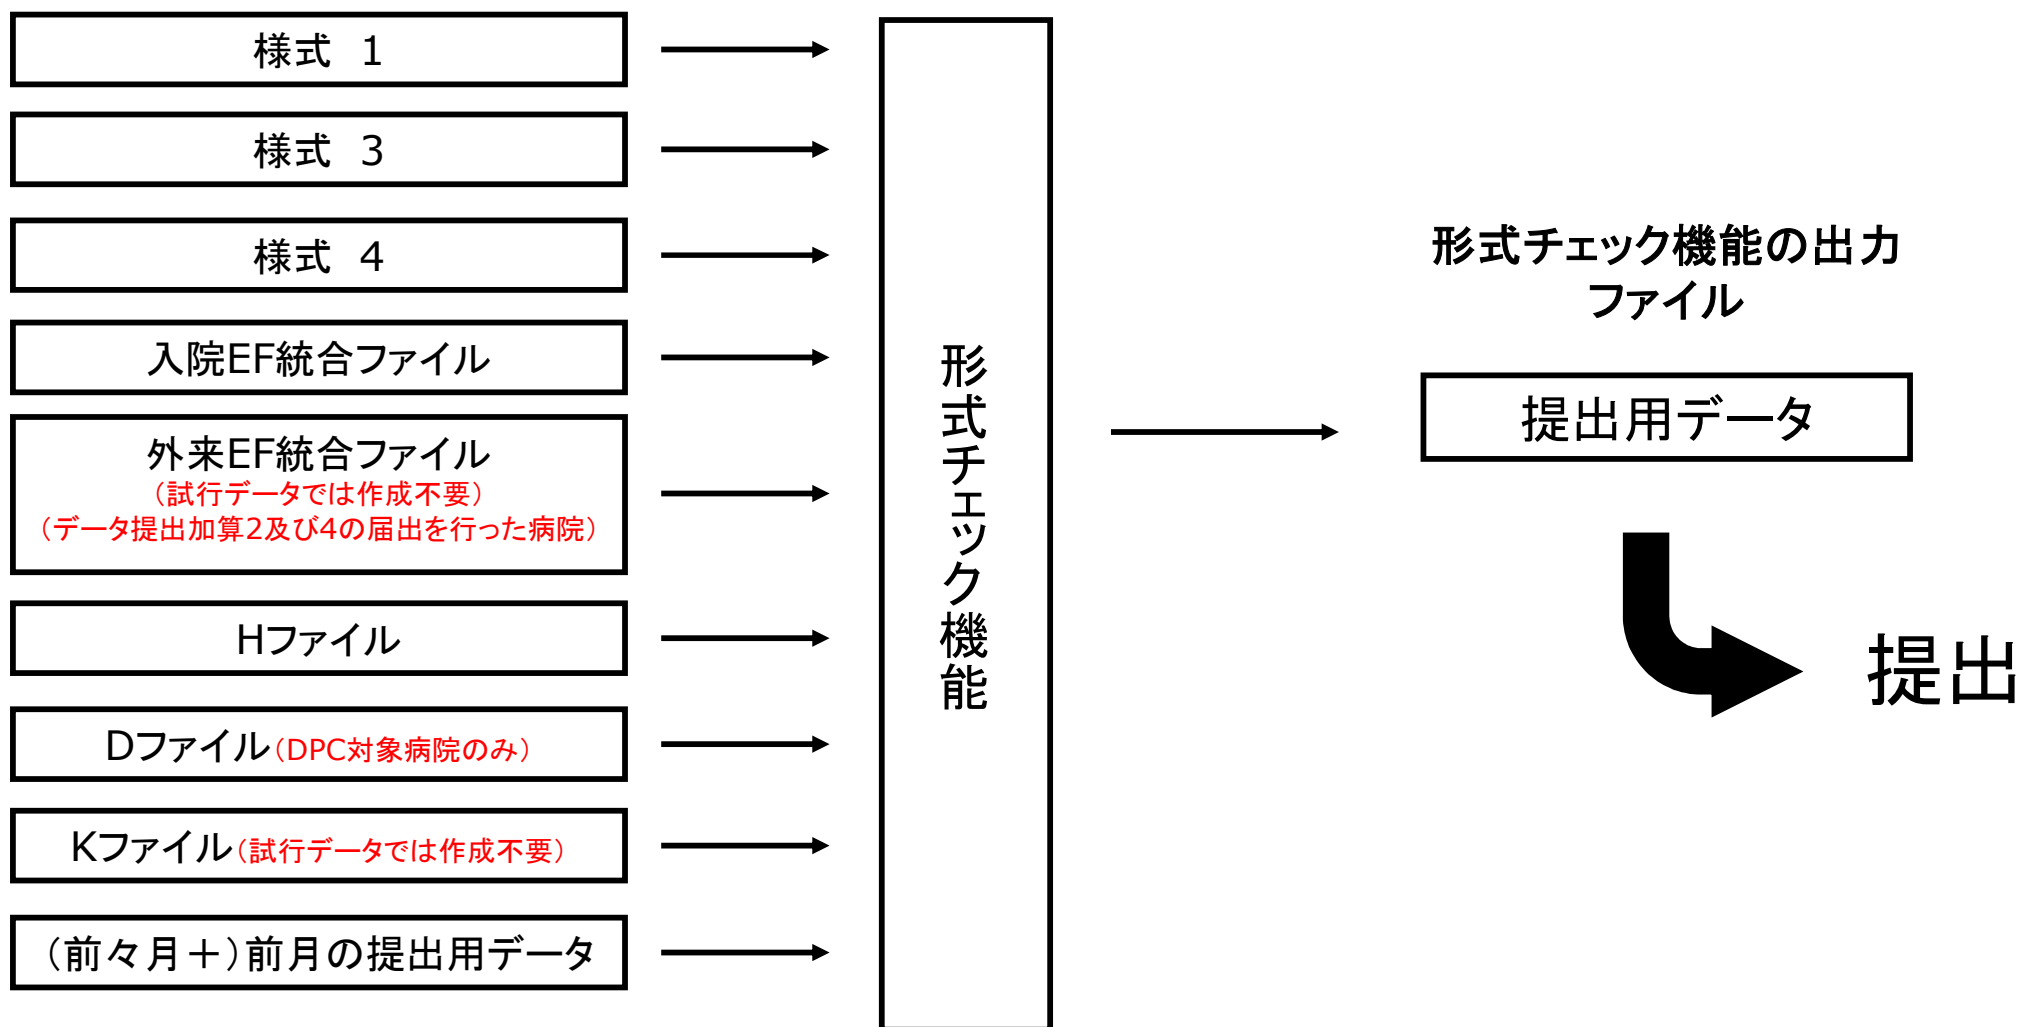 様式　1
様式　3
様式　4
入院EF統合ファイル
外来EF統合ファイル
（試行データでは作成不要）
（データ提出加算2及び4の届出を行った病院）
Hファイル
Dファイル（DPC対象病院のみ）
Kファイル（試行データでは作成不要）
（前々月＋）前月の提出用データ
形式チェック機能
形式チェック機能の出力
ファイル
提出用データ
提出